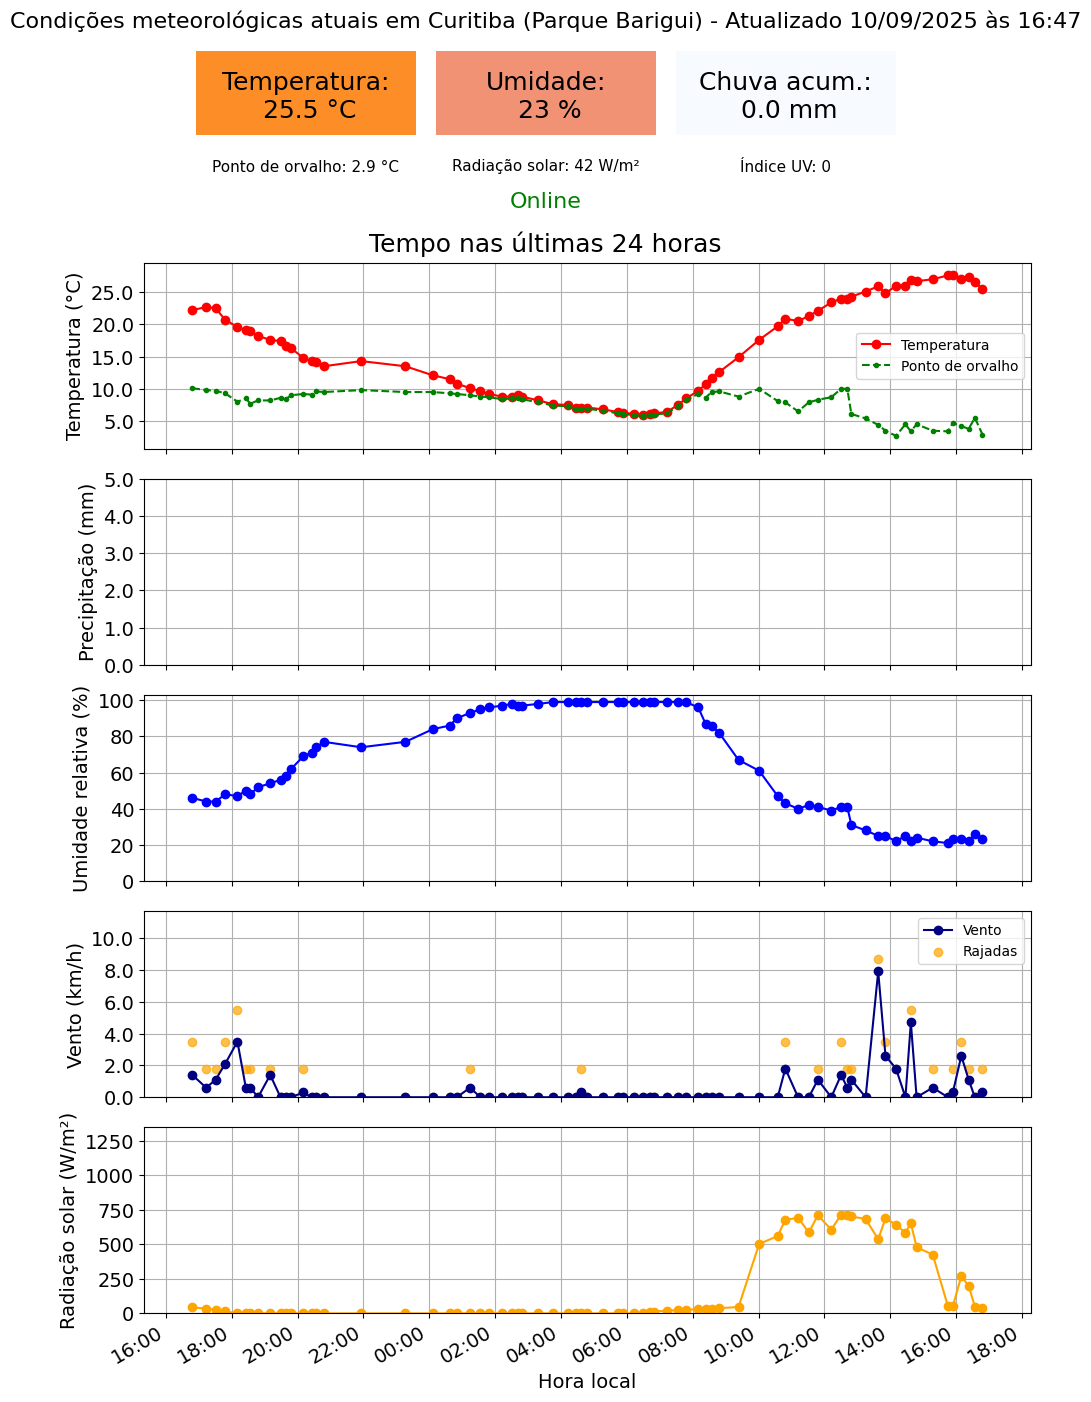 Condições meteorológicas atuais em Curitiba (Parque Barigui) - Atualizado 10/09/2025 às 16:47
Temperatura:
25.5 °C
Umidade:
23 %
Chuva acum.:
0.0 mm
Ponto de orvalho: 2.9 °C
Radiação solar: 42 W/m²
Índice UV: 0
Online
Tempo nas últimas 24 horas
Temperatura (°C)
25.0
20.0
15.0
10.0
5.0
Temperatura
Ponto de orvalho
Precipitação (mm)
5.0
4.0
3.0
2.0
1.0
0.0
Umidade relativa (%)
100
80
60
40
20
0
Vento (km/h)
10.0
8.0
6.0
4.0
2.0
0.0
Vento
Rajadas
Radiação solar (W/m²)
1250
1000
750
500
250
0
16:00
18:00
20:00
22:00
00:00
02:00
04:00
06:00
08:00
10:00
12:00
14:00
16:00
18:00
Hora local